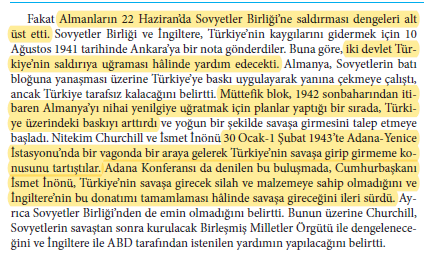 Fakat Almanların 22 Haziran'da Sovyetler Birliği'ne saldırması dengeleri alt
üst etti. Sovyetler Birliği ve İngiltere, Türkiye'nin kaygılarını gidermek için 10
Ağustos 1941 tarihinde Ankara'ya bir nota gönderdiler. Buna göre, iki devlet Tür-
kiye'nin saldırıya uğraması hâlinde yardım edecekti. Almanya, Sovyetlerin batı
bloğuna yanaşması üzerine Türkiye'ye baskı uygulayarak yanına çekmeye çalıştı,
ancak Türkiye tarafsız kalacağını belirtti. Müttefik blok, 1942 sonbaharından iti-
baren Almanya'yı nihai yenilgiye uğratmak için planlar yaptığı bir sırada, Türki-
ye üzerindeki baskıyı arttırdı ve yoğun bir şekilde savaşa girmesini talep etmeye
başladı. Nitekim Churchill ve İsmet İnönü 30 Ocak-1 Şubat 1943'te Adana-Yenice
İstasyonu'nda bir vagonda bir araya gelerek Türkiye'nin savaşa girip girmeme ko-
nusunu tartıştılar. Adana Konferansı da denilen bu buluşmada, Cumhurbaşkanı
İsmet İnönü, Türkiye'nin savaşa girecek silah ve malzemeye sahip olmadığını ve
İngiltere'nin bu donatımı tamamlaması hâlinde savaşa gireceğini ileri sürdü. Ay-
rıca Sovyetler Birliği'nden de emin olmadığını belirtti. Bunun üzerine Churchill,
Sovyetlerin savaştan sonra kurulacak Birleşmiş Milletler Örgütü ile dengelene-
ceğini ve İngiltere ile ABD tarafından istenilen yardımın yapılacağını belirtti.